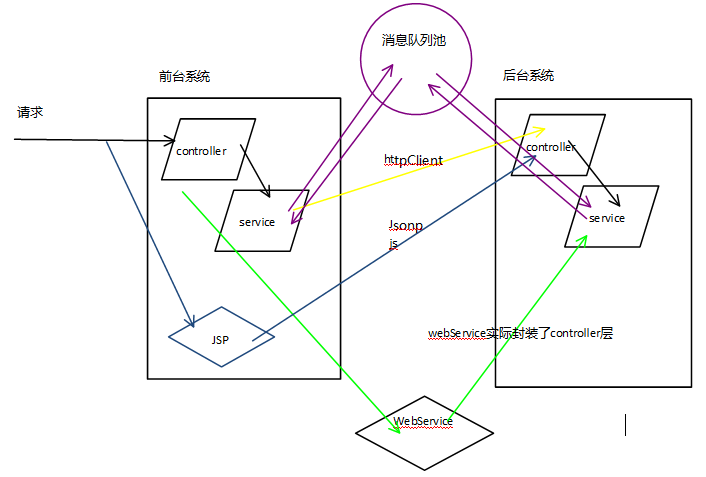 消息队列池
前台系统
后台系统
请求
controller
controller
httpClient
service
service
Jsonp
js
JSP
webService实际封装了controller层
WebService